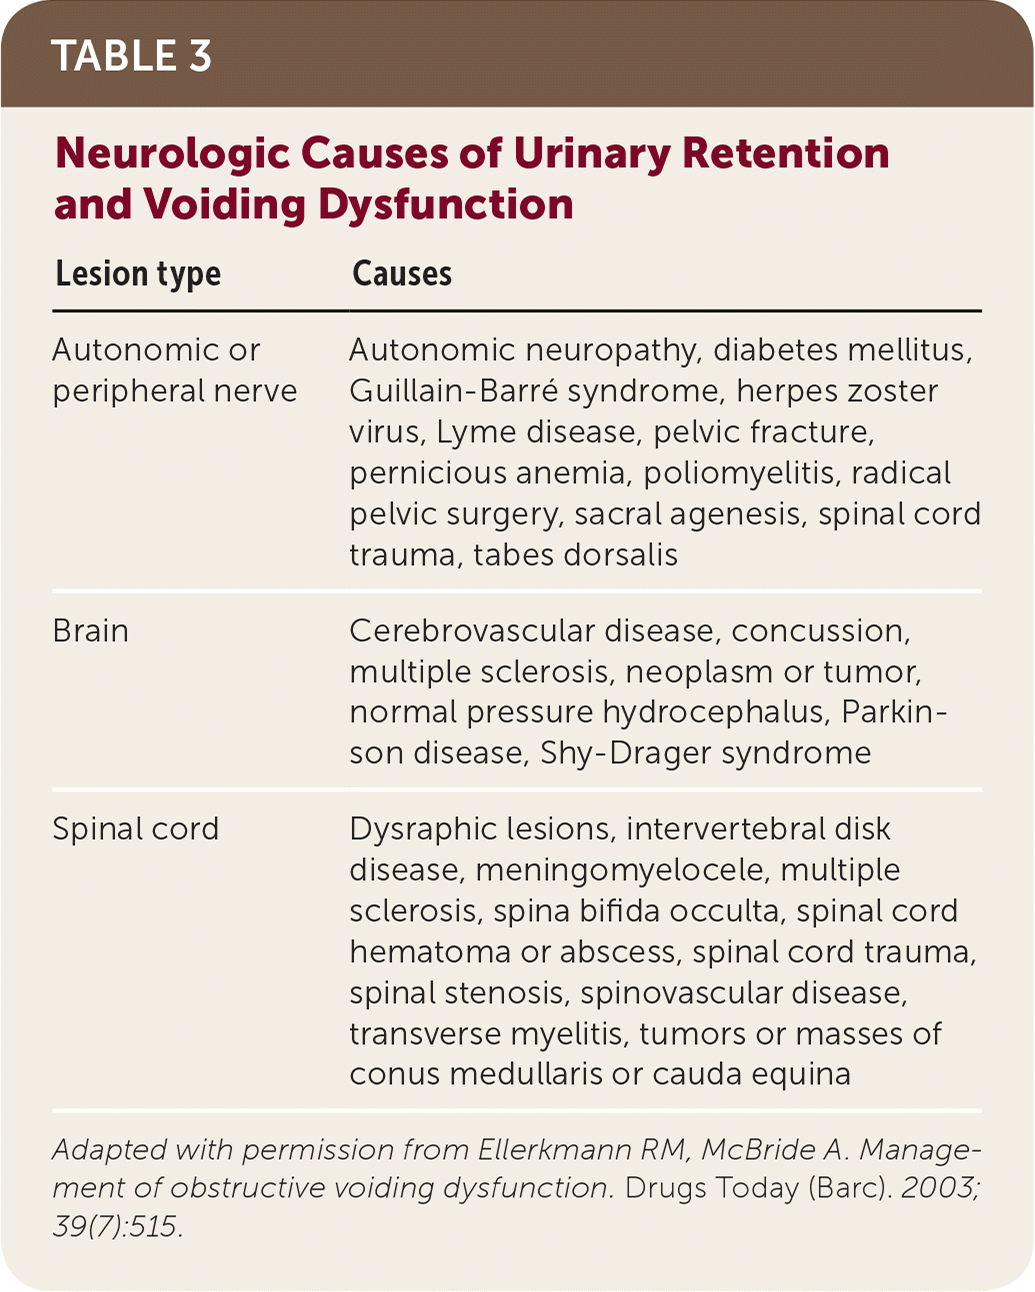 TABLE 3
Neurologic Causes of Urinary Retention
and Voiding Dysfunction
Lesion type Causes
Autonomic or
peripheral nerve
Autonomic neuropathy, diabetes mellitus,
Guillain-Barré syndrome, herpes zoster
virus, Lyme disease, pelvic fracture,
pernicious anemia, poliomyelitis, radical
pelvic surgery, sacral agenesis, spinal cord
trauma, tabes dorsalis
Brain
Cerebrovascular disease, concussion,
multiple sclerosis, neoplasm or tumor,
normal pressure hydrocephalus, Parkin-
son disease, Shy-Drager syndrome
Spinal cord
Dysraphic lesions, intervertebral disk
disease, meningomyelocele, multiple
sclerosis, spina bifida occulta, spinal cord
hematoma or abscess, spinal cord trauma,
spinal stenosis, spinovascular disease,
transverse myelitis, tumors or masses of
conus medullaris or cauda equina
Adapted with permission from Ellerkmann RM, McBride A. Manage-
ment of obstructive voiding dysfunction. Drugs Today (Barc). 2003;
39(7):515.